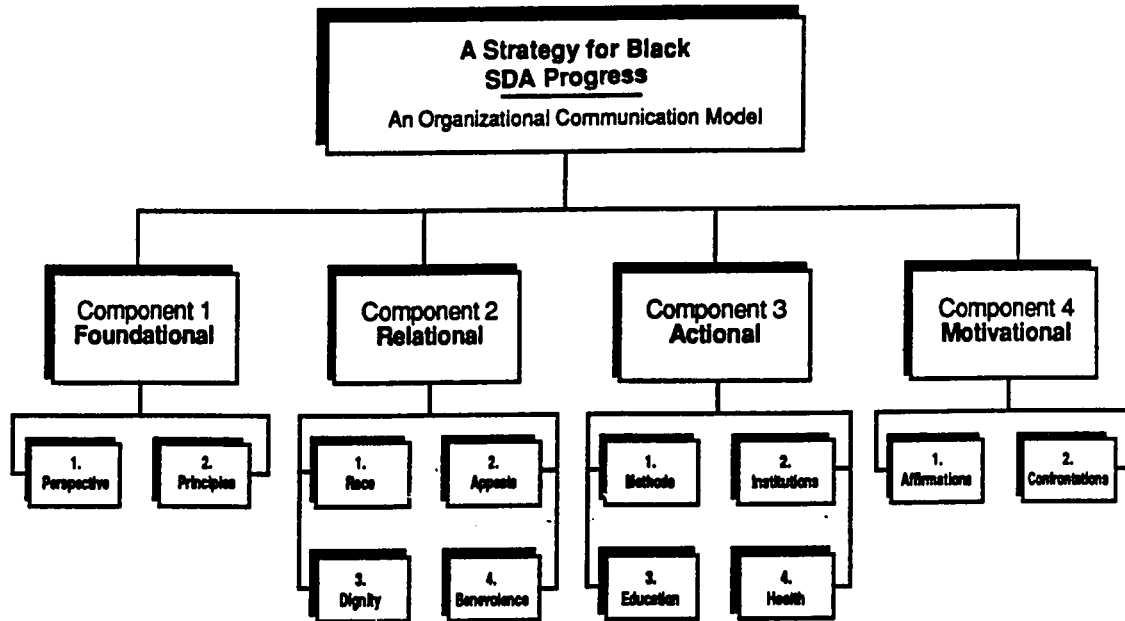 A Strategy for Black
SDA Progress
An Organizational Communication Model
Component 1
Foundational
Component 2
Relational
Component 3
Actional
Component 4
Motivational
1.
Perspective
2.
Principles
1.
Race
2.
Appeals
3.
Dignity
4.
Benevolence
1.
Methods
2.
Institutions
3.
Education
4.
Health
1.
Affirmations
2.
Confrontations